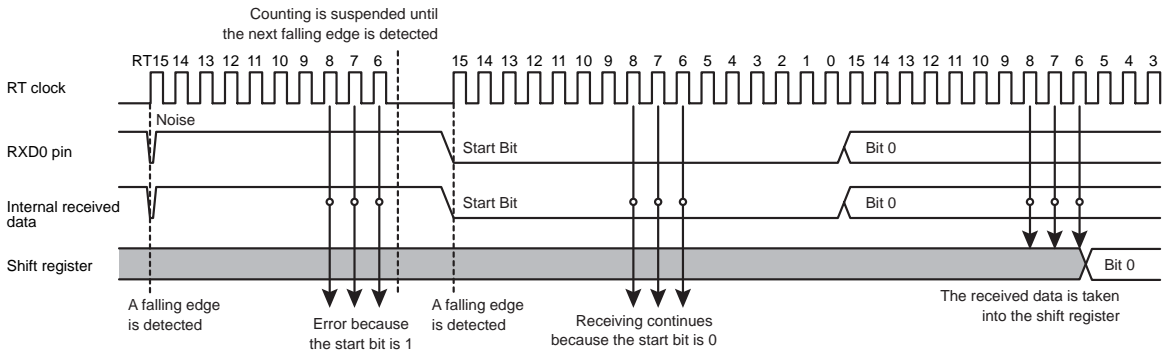 Counting is suspended until
the next falling edge is detected
RT15 14 13 12 11 10 9 8 7 6 15 14 13 12 11 10 9 8 7 6 5 4 3 2 1 0 15 14 13 12 11 10 9 8 7 6 5 4 3
RT clock
Noise
RXD0 pin
Start Bit
Bit 0
Internal received
data
Start Bit
Bit 0
Shift register
Bit 0
A falling edge
is detected
Error because
the start bit is 1
A falling edge
is detected
Receiving continues
because the start bit is 0
The received data is taken
into the shift register